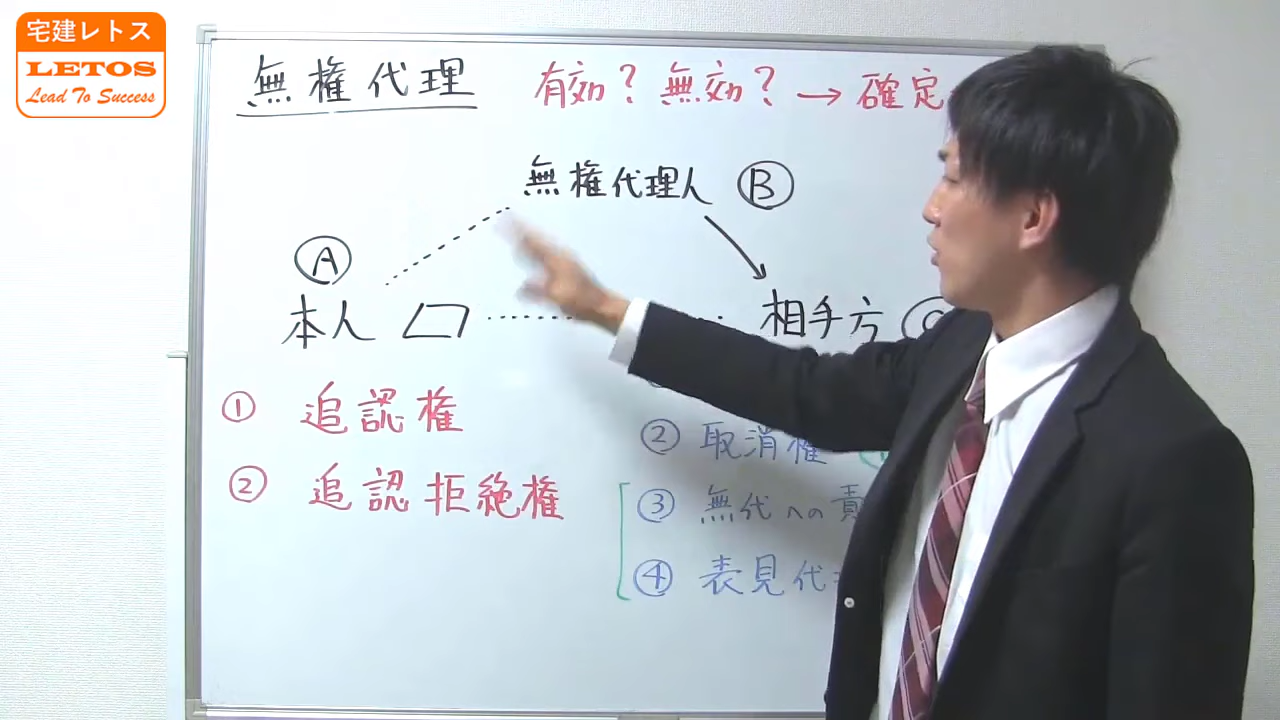 宅建レトス
LETOS
Lead To Success
無権代理 有効？ 無効？ → 確定
無権代理人 Ⓑ
Ⓐ
本人 相手方 Ⓒ
① 追認権
② 追認拒絶権
② 取消権
③ 無代への責
④ 表見代